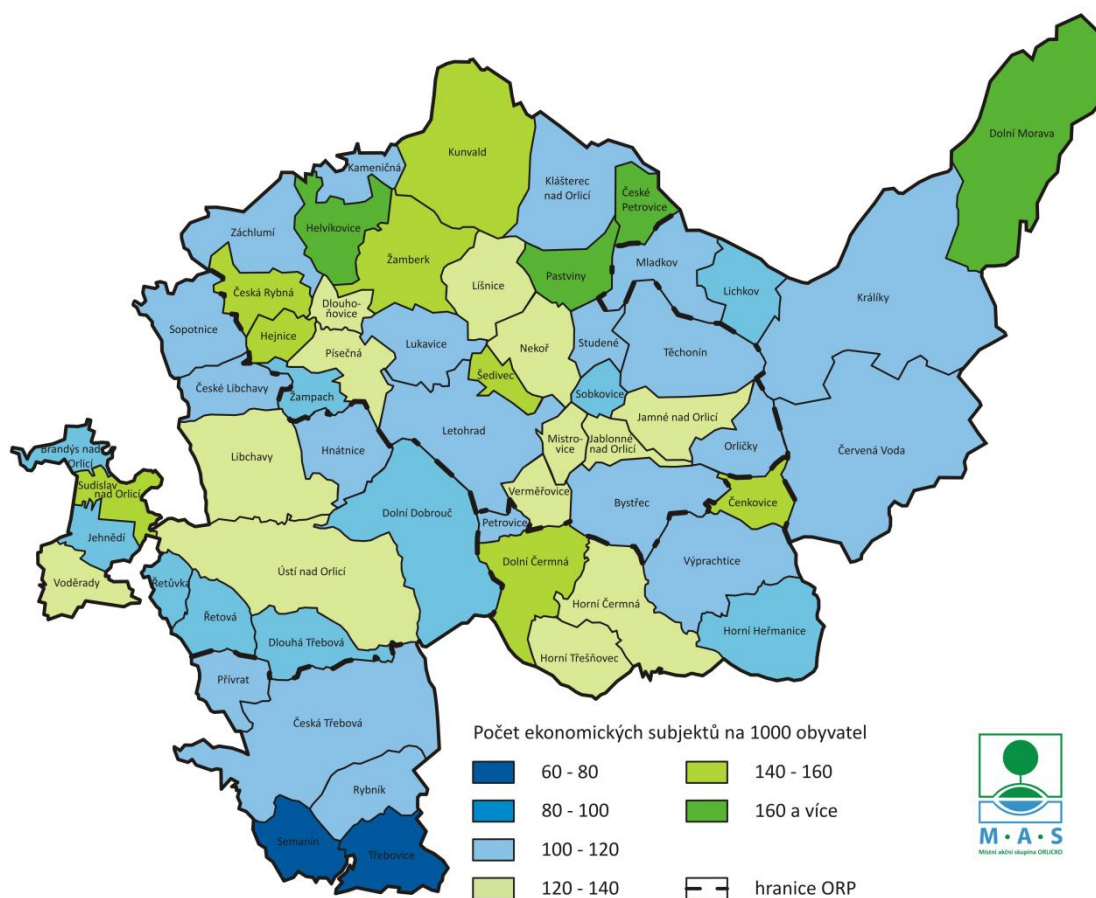 Dolní Morava
Kunvald
Kameničná
Klášterec
nad Orlicí
České
Petrovice
Helvíkovice
Záchlumí
Žamberk
Líšnice
Pastviny
Mladkov
Lichkov
Králíky
Česká Rybná
Dlouho-
ňovice
Sopotnice
Hejnice
Písečná
Lukavice
Nekoř
Studené
Těchonín
Šedivec
České Libchavy
Žampach
Sobkovice
Letohrad
Jamné nad Orlicí
Mistro-
vice
Jablonné
nad Orlicí
Orličky
Červená Voda
Brandýs nad
Orlicí
Libchavy
Hnátnice
Sudislav
nad Orlicí
Verměřovice
Bystřec
Čenkovice
Dolní Dobrouč
Petrovice
Jehnědí
Dolní Čermná
Výprachtice
Ústí nad Orlicí
Voděrady
Řetůvka
Horní Čermná
Řetová
Dlouhá Třebová
Horní Heřmanice
Horní Třešňovec
Přívrat
Česká Třebová
Rybník
Semanín
Třebovice
Počet ekonomických subjektů na 1000 obyvatel
60 - 80
80 - 100
100 - 120
120 - 140
140 - 160
160 a více
hranice ORP
M • A • S
Místní akční skupina ORLICKO